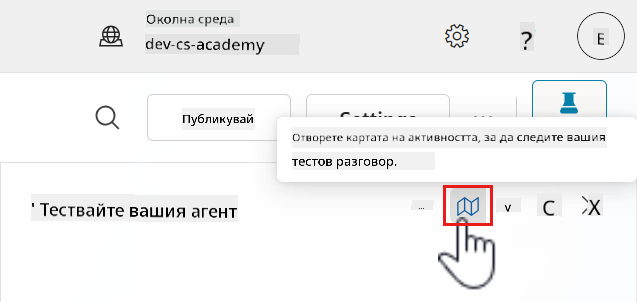 Околна среда
dev-cs-academy
?
E
Публикувай
Settings
Отворете картата на активността, за да следите вашия
тестов разговор.
' Тествайте вашия агент
... v C X